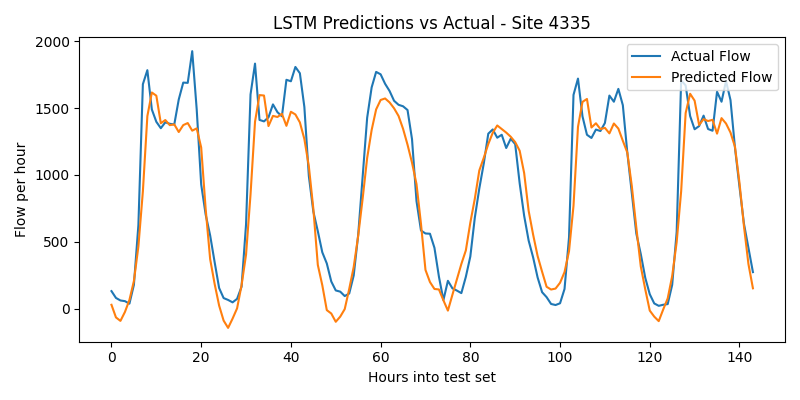 LSTM Predictions vs Actual - Site 4335
Actual Flow
Predicted Flow
Flow per hour
2000
1500
1000
500
0
0 20 40 60 80 100 120 140
Hours into test set